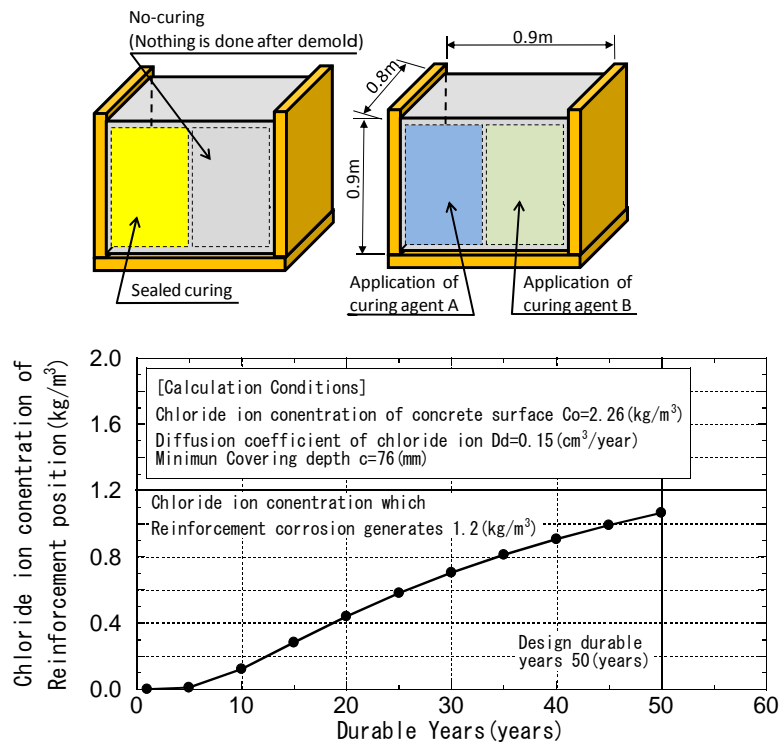 No-curing
(Nothing is done after demold)
0.9m
0.8m
0.9m
Sealed curing
Application of
curing agent A
Application of
curing agent B
Chloride ion conentration of
Reinforcement position(kg/m³)
2.0
1.6
1.2
0.8
0.4
0.0
[Calculation Conditions]
Chloride ion conentration of concrete surface Co=2.26(kg/m³)
Diffusion coefficient of chloride ion Dd=0.15(cm³/year)
Minimun Covering depth c=76(mm)
Chloride ion conentration which
Reinforcement corrosion generates 1.2(kg/m³)
Design durable
years 50(years)
0 10 20 30 40 50 60
Durable Years(years)